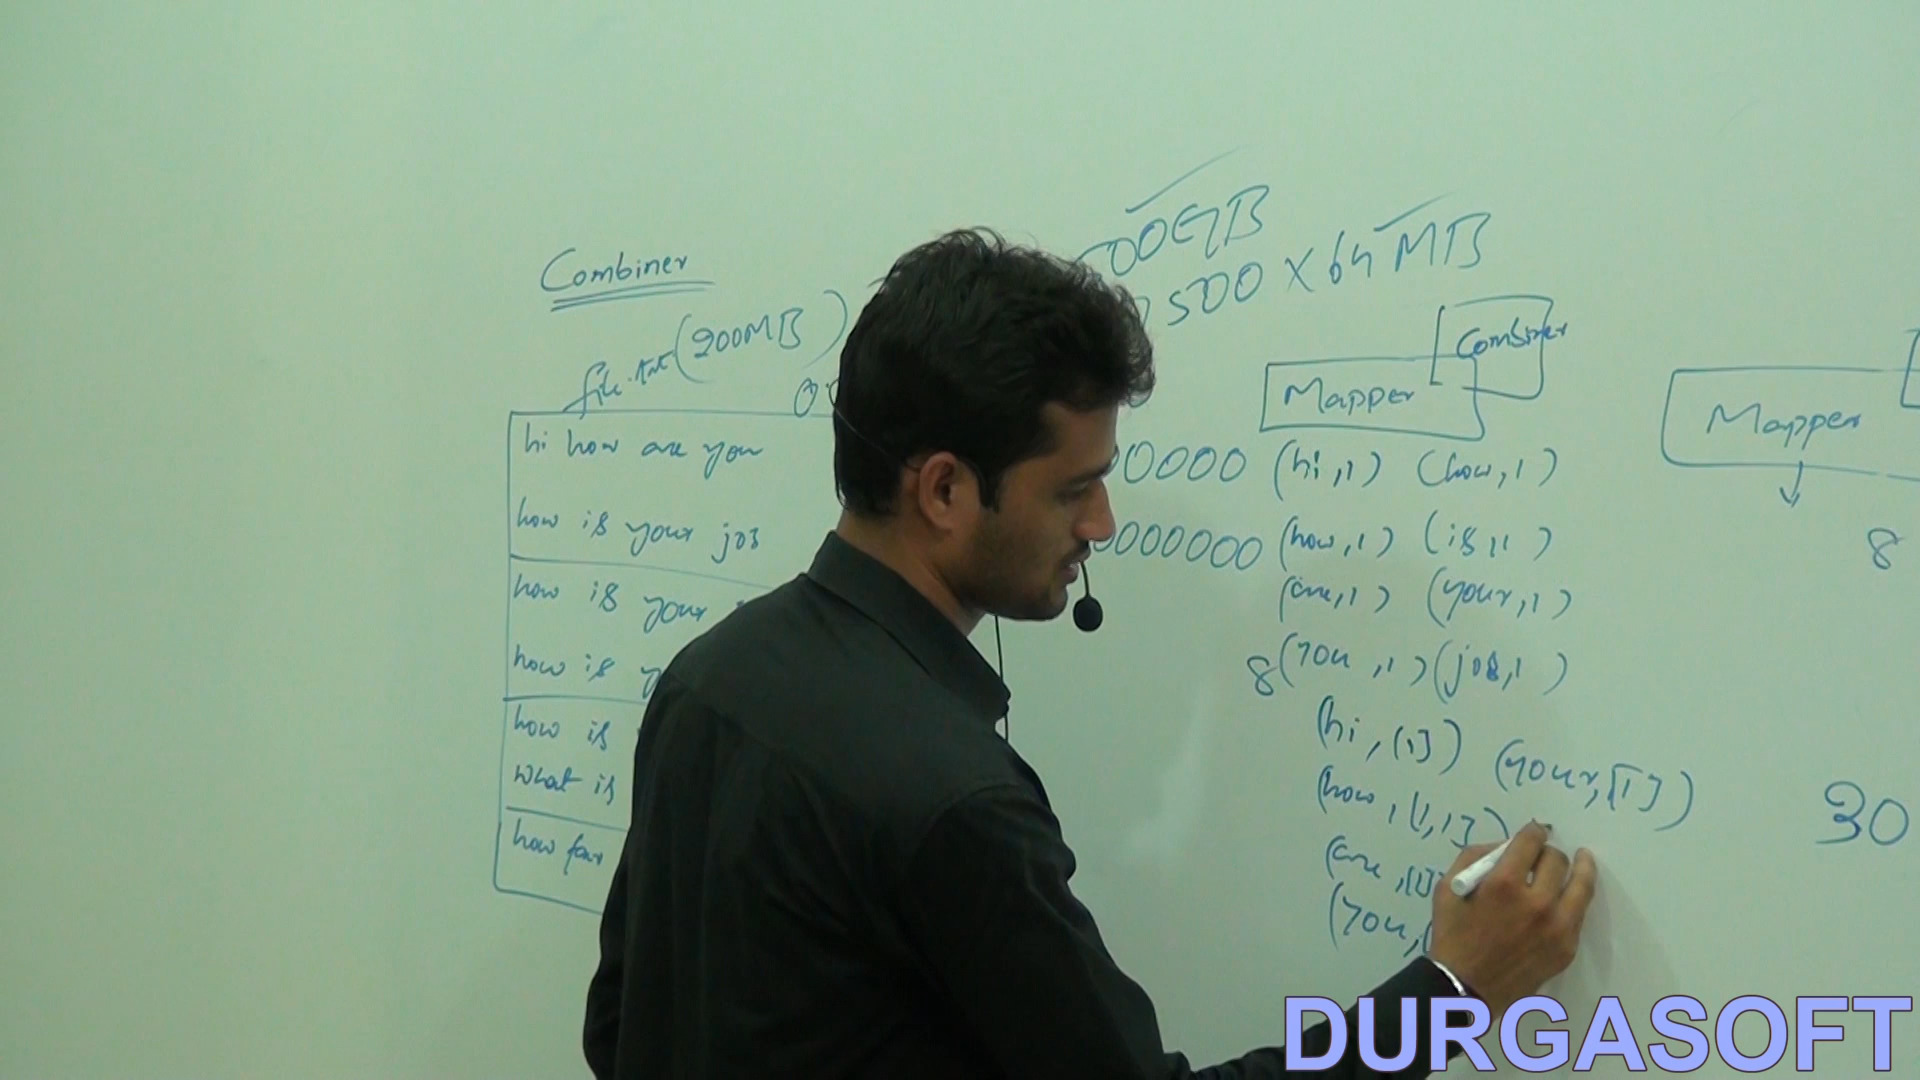 Combiner
file.txt (200MB)
hi how are you
how is your job
how is your
how is
how is
what is
how far
00GB
500 X 64 MB
Combiner
Mapper
0000 (hi,1) (how,1)
000000 (how,1) (is,1)
(are,1) (your,1)
8 (you,1) (job,1)
(hi,[1]) (your,[1])
(how,[1,1])
(are,[1]
(you,
Mapper
8
30
DURGASOFT